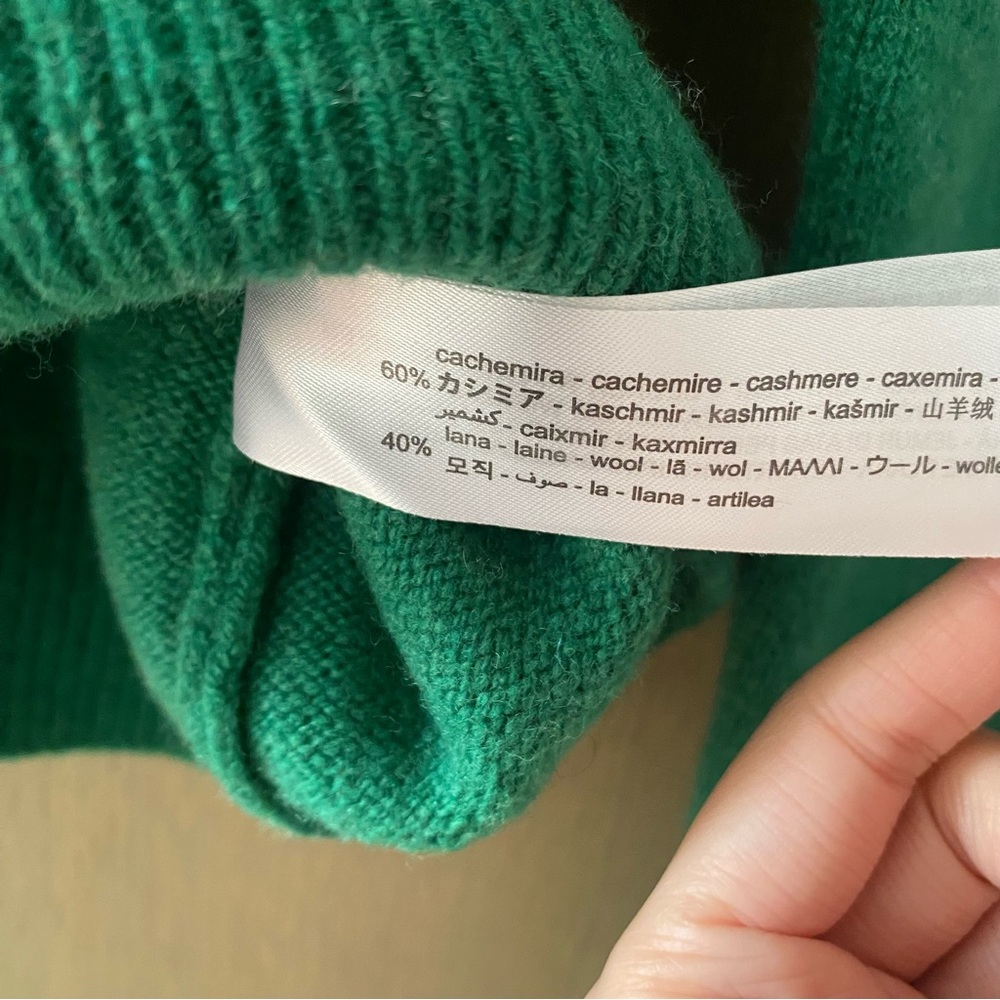 cachemira - cachemire - cashmere - caxemira -
60% カシミア - kaschmir - kashmir - kašmir - 山羊绒
كشمير - caixmir - kaxmirra
40% lana - laine - wool - lã - wol - ΜΑΛΛΙ - ウール - wolle
모직 - صوف - la - llana - artilea